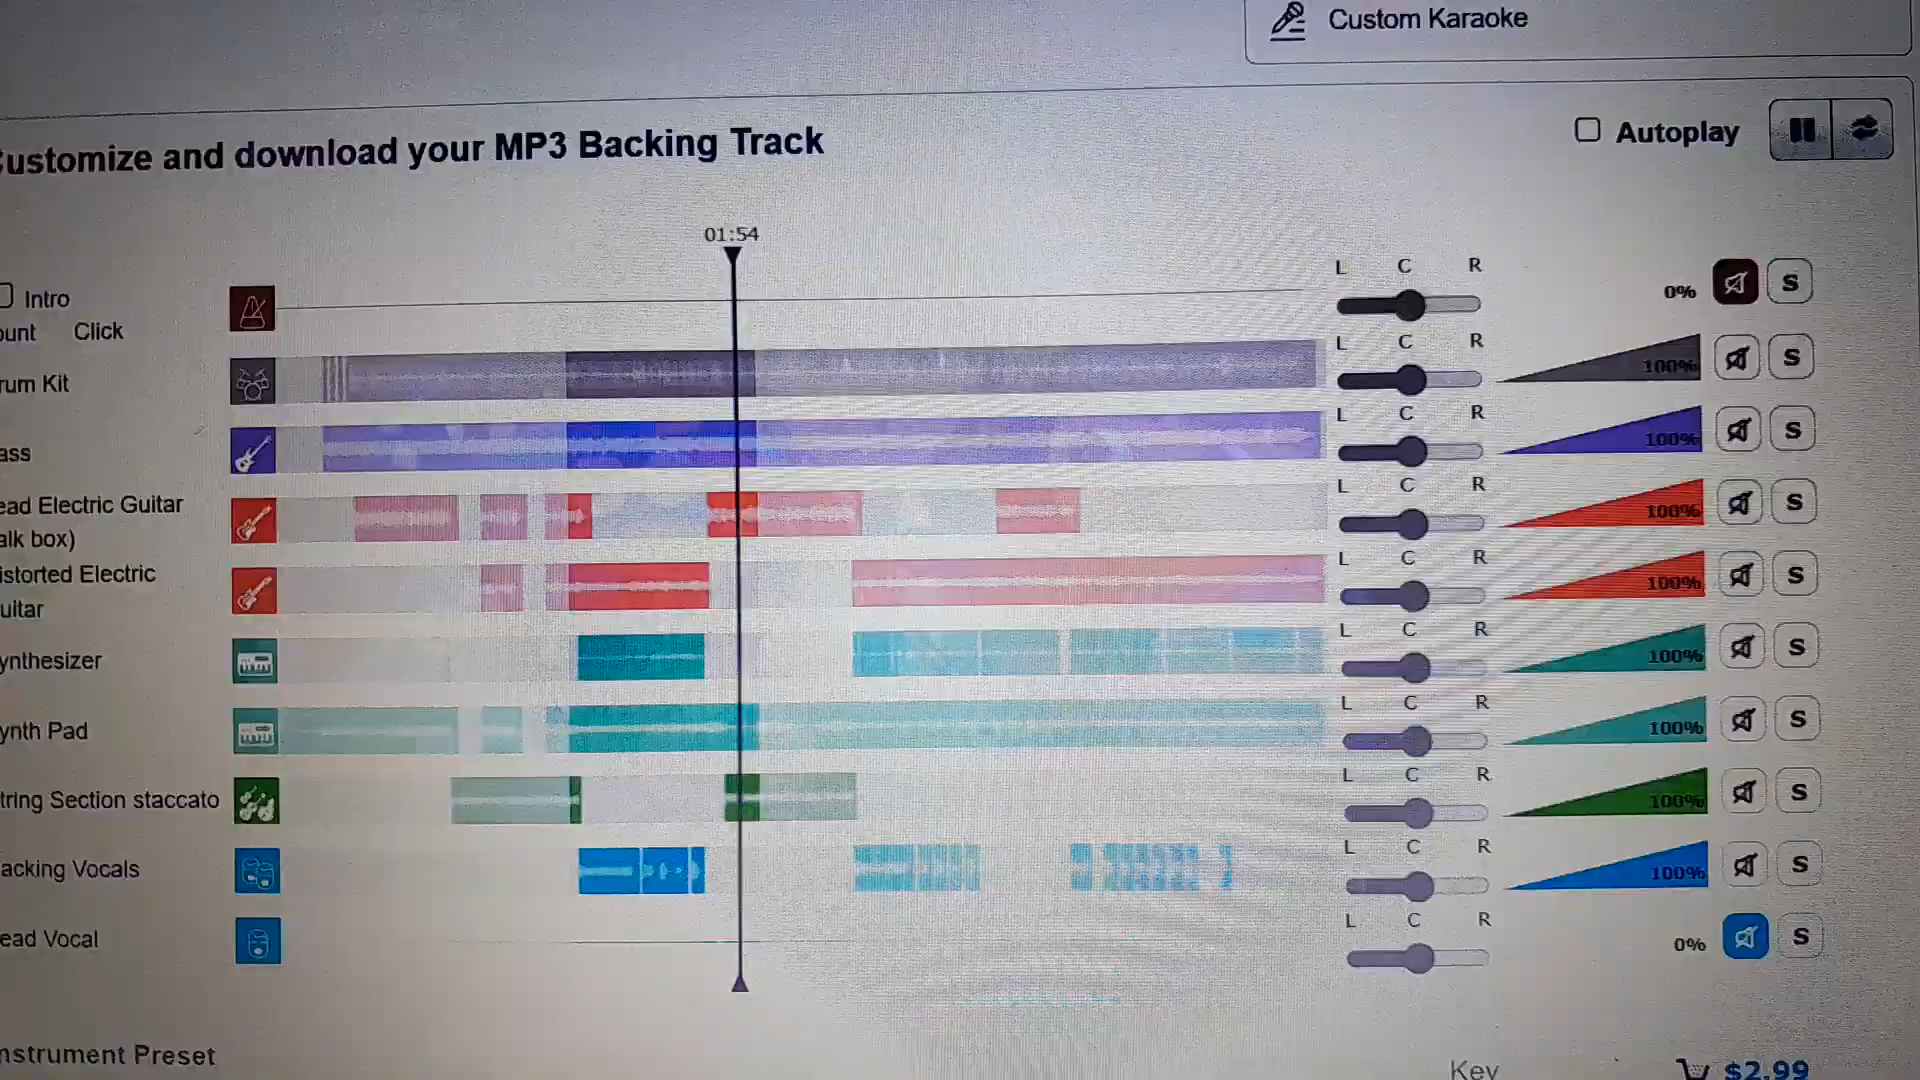 Custom Karaoke
ustomize and download your MP3 Backing Track
Autoplay
01:54
Intro
ount Click
L C R
0%
S
rum Kit
L C R
100%
S
ass
L C R
100%
S
ead Electric Guitar
alk box)
L C R
100%
S
istorted Electric
uitar
L C R
100%
S
ynthesizer
L C R
100%
S
ynth Pad
L C R
100%
S
tring Section staccato
L C R
100%
S
acking Vocals
L C R
100%
S
ead Vocal
L C R
0%
S
nstrument Preset
Key
$2.99